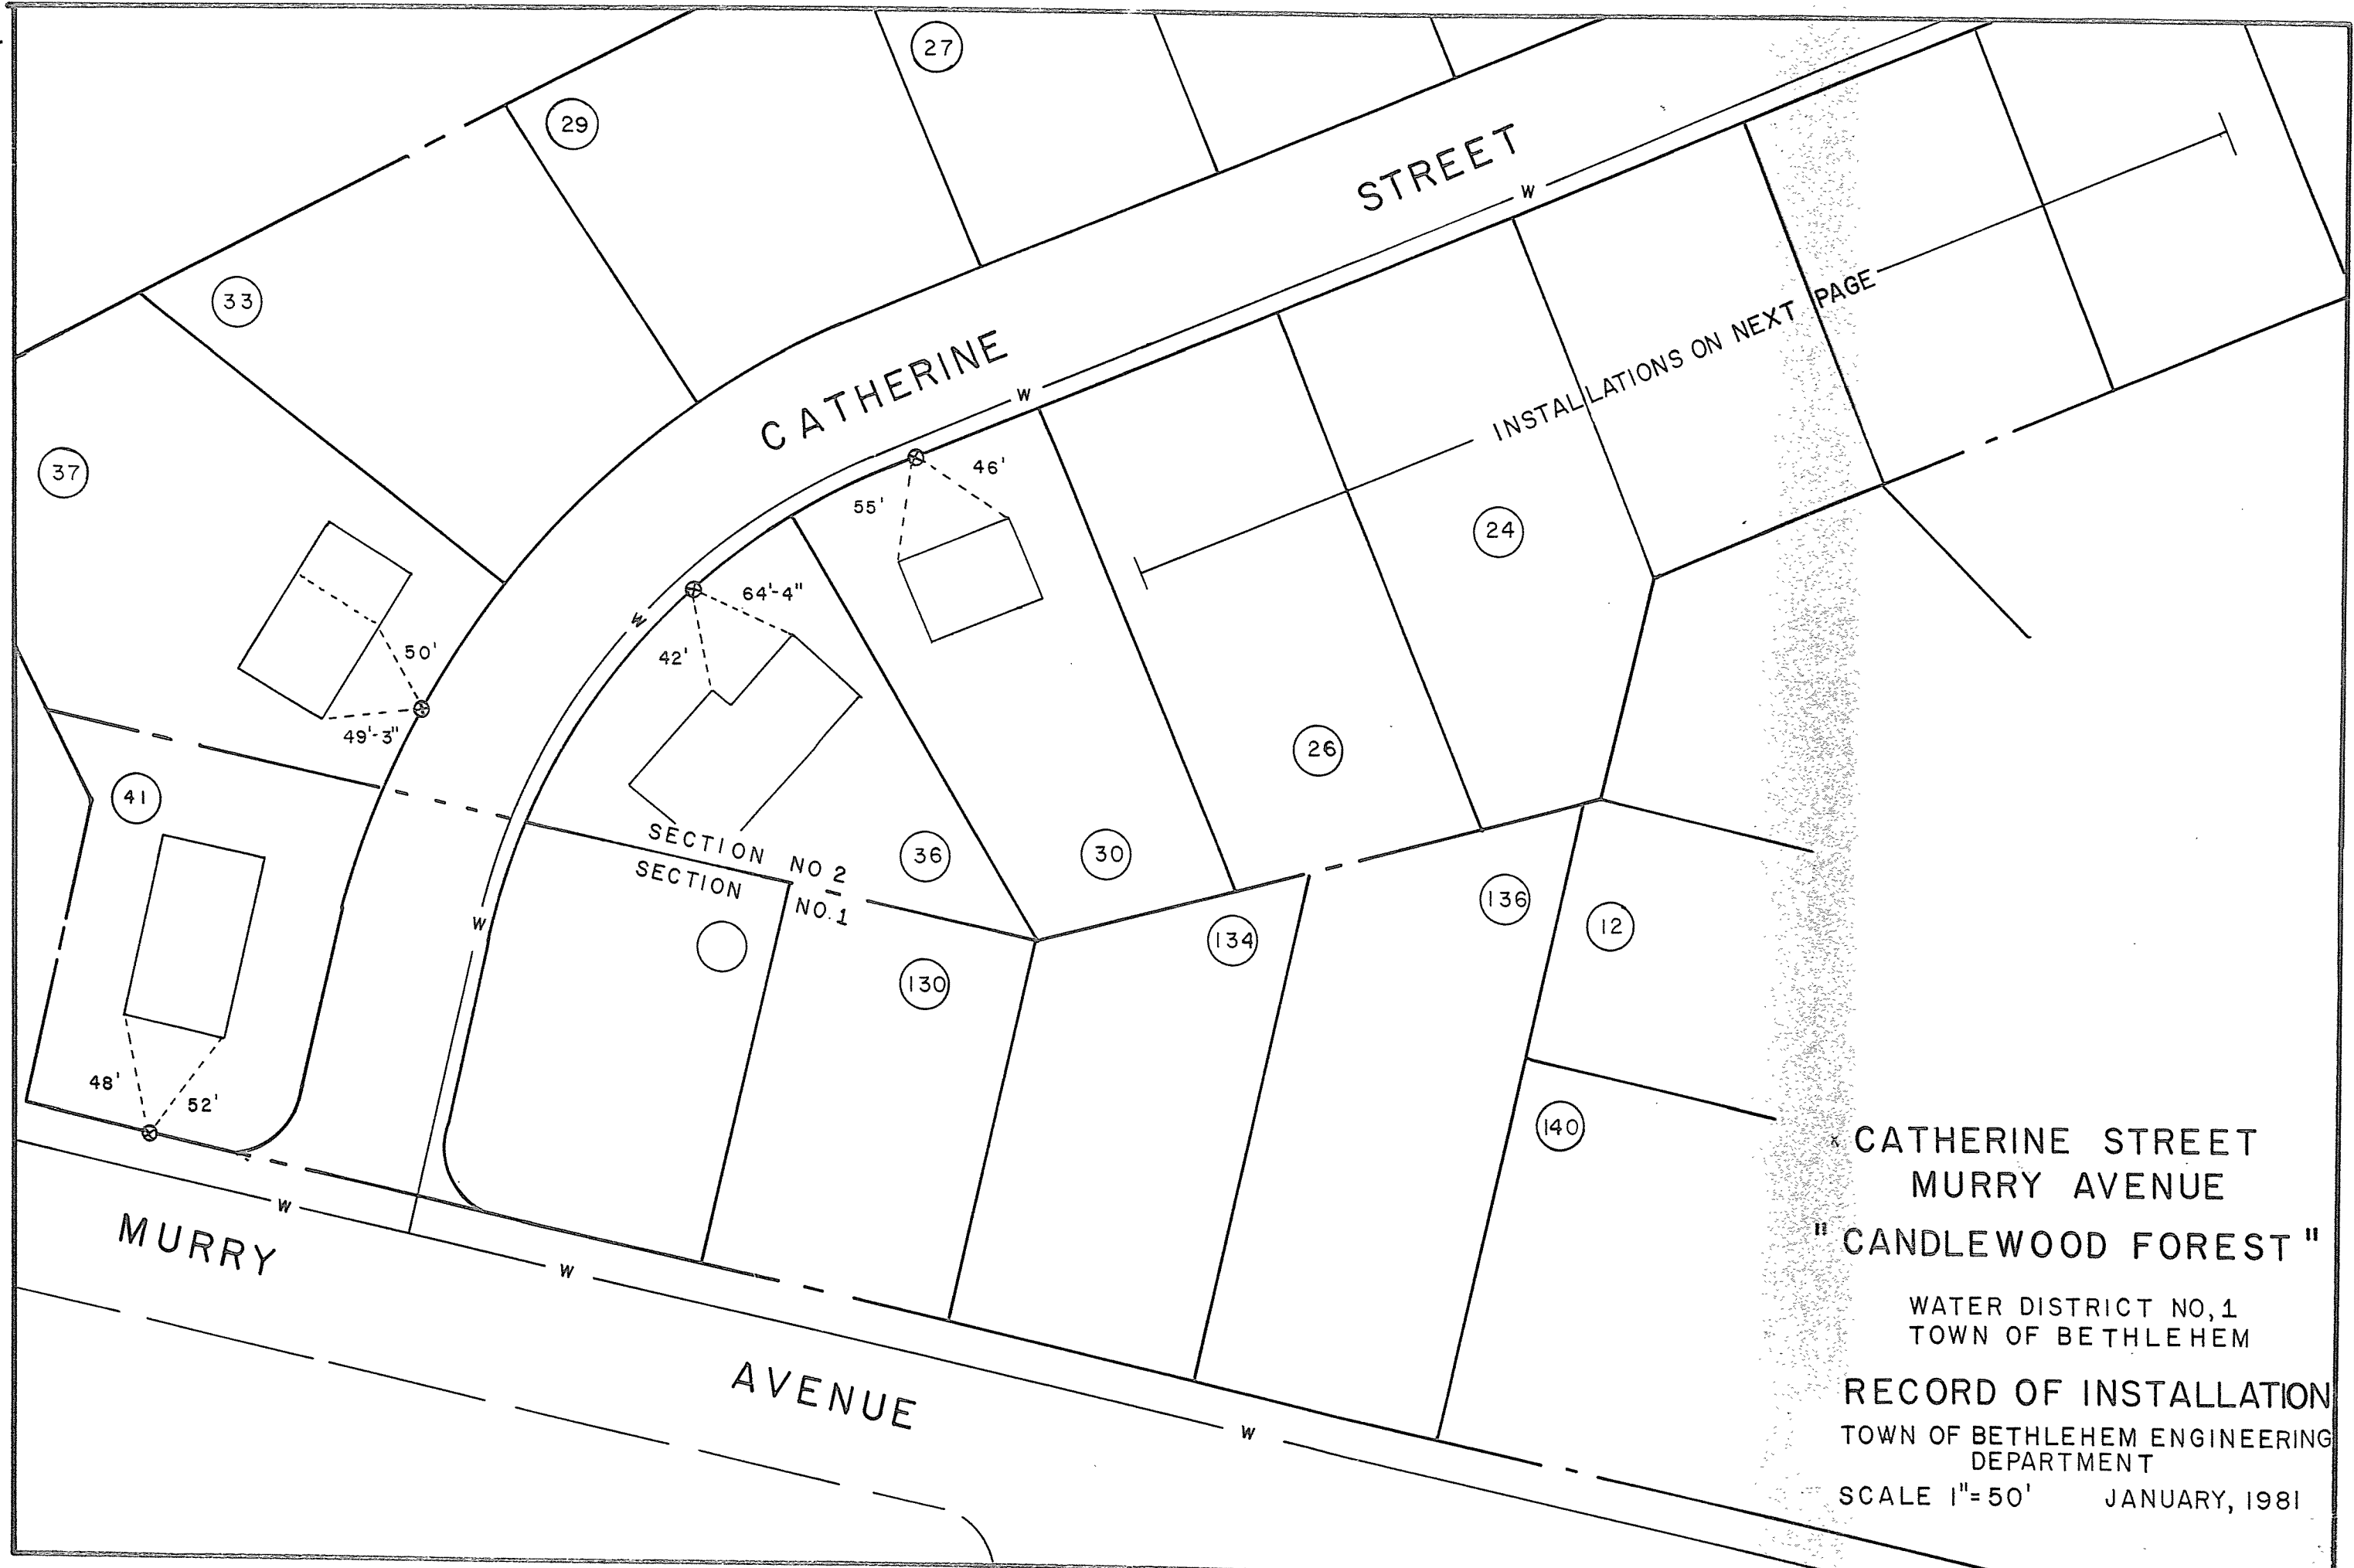 27
29
33
37
STREET
CATHERINE
W
W
W
W
W
W
W
INSTALLATIONS ON NEXT PAGE
46'
55'
64'-4"
42'
50'
49'-3"
24
26
41
SECTION NO 2
SECTION NO.1
36
30
134
136
12
130
140
48'
52'
MURRY
AVENUE
CATHERINE STREET
MURRY AVENUE
"CANDLEWOOD FOREST"
WATER DISTRICT NO,1
TOWN OF BETHLEHEM
RECORD OF INSTALLATION
TOWN OF BETHLEHEM ENGINEERING
DEPARTMENT
SCALE 1"=50' JANUARY, 1981